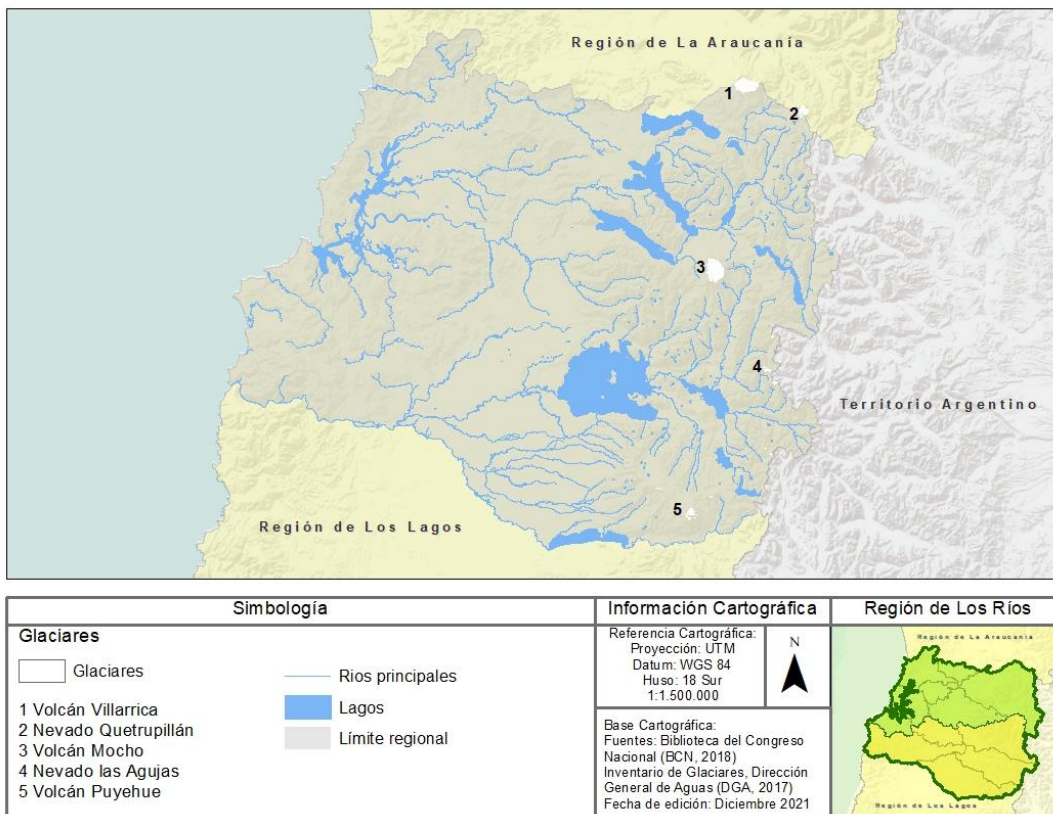 Región de La Araucanía
1
2
3
4
Territorio Argentino
5
Región de Los Lagos
Simbología
Glaciares
Glaciares
1 Volcán Villarrica
2 Nevado Quetrupillán
3 Volcán Mocho
4 Nevado las Agujas
5 Volcán Puyehue
Rios principales
Lagos
Límite regional
Información Cartográfica
Referencia Cartográfica:
Proyección: UTM
Datum: WGS 84
Huso: 18 Sur
1:1.500.000
N
Base Cartográfica:
Fuentes: Biblioteca del Congreso
Nacional (BCN, 2018)
Inventario de Glaciares, Dirección
General de Aguas (DGA, 2017)
Fecha de edición: Diciembre 2021
Región de Los Ríos
Región de La Araucanía
Región de Los Lagos